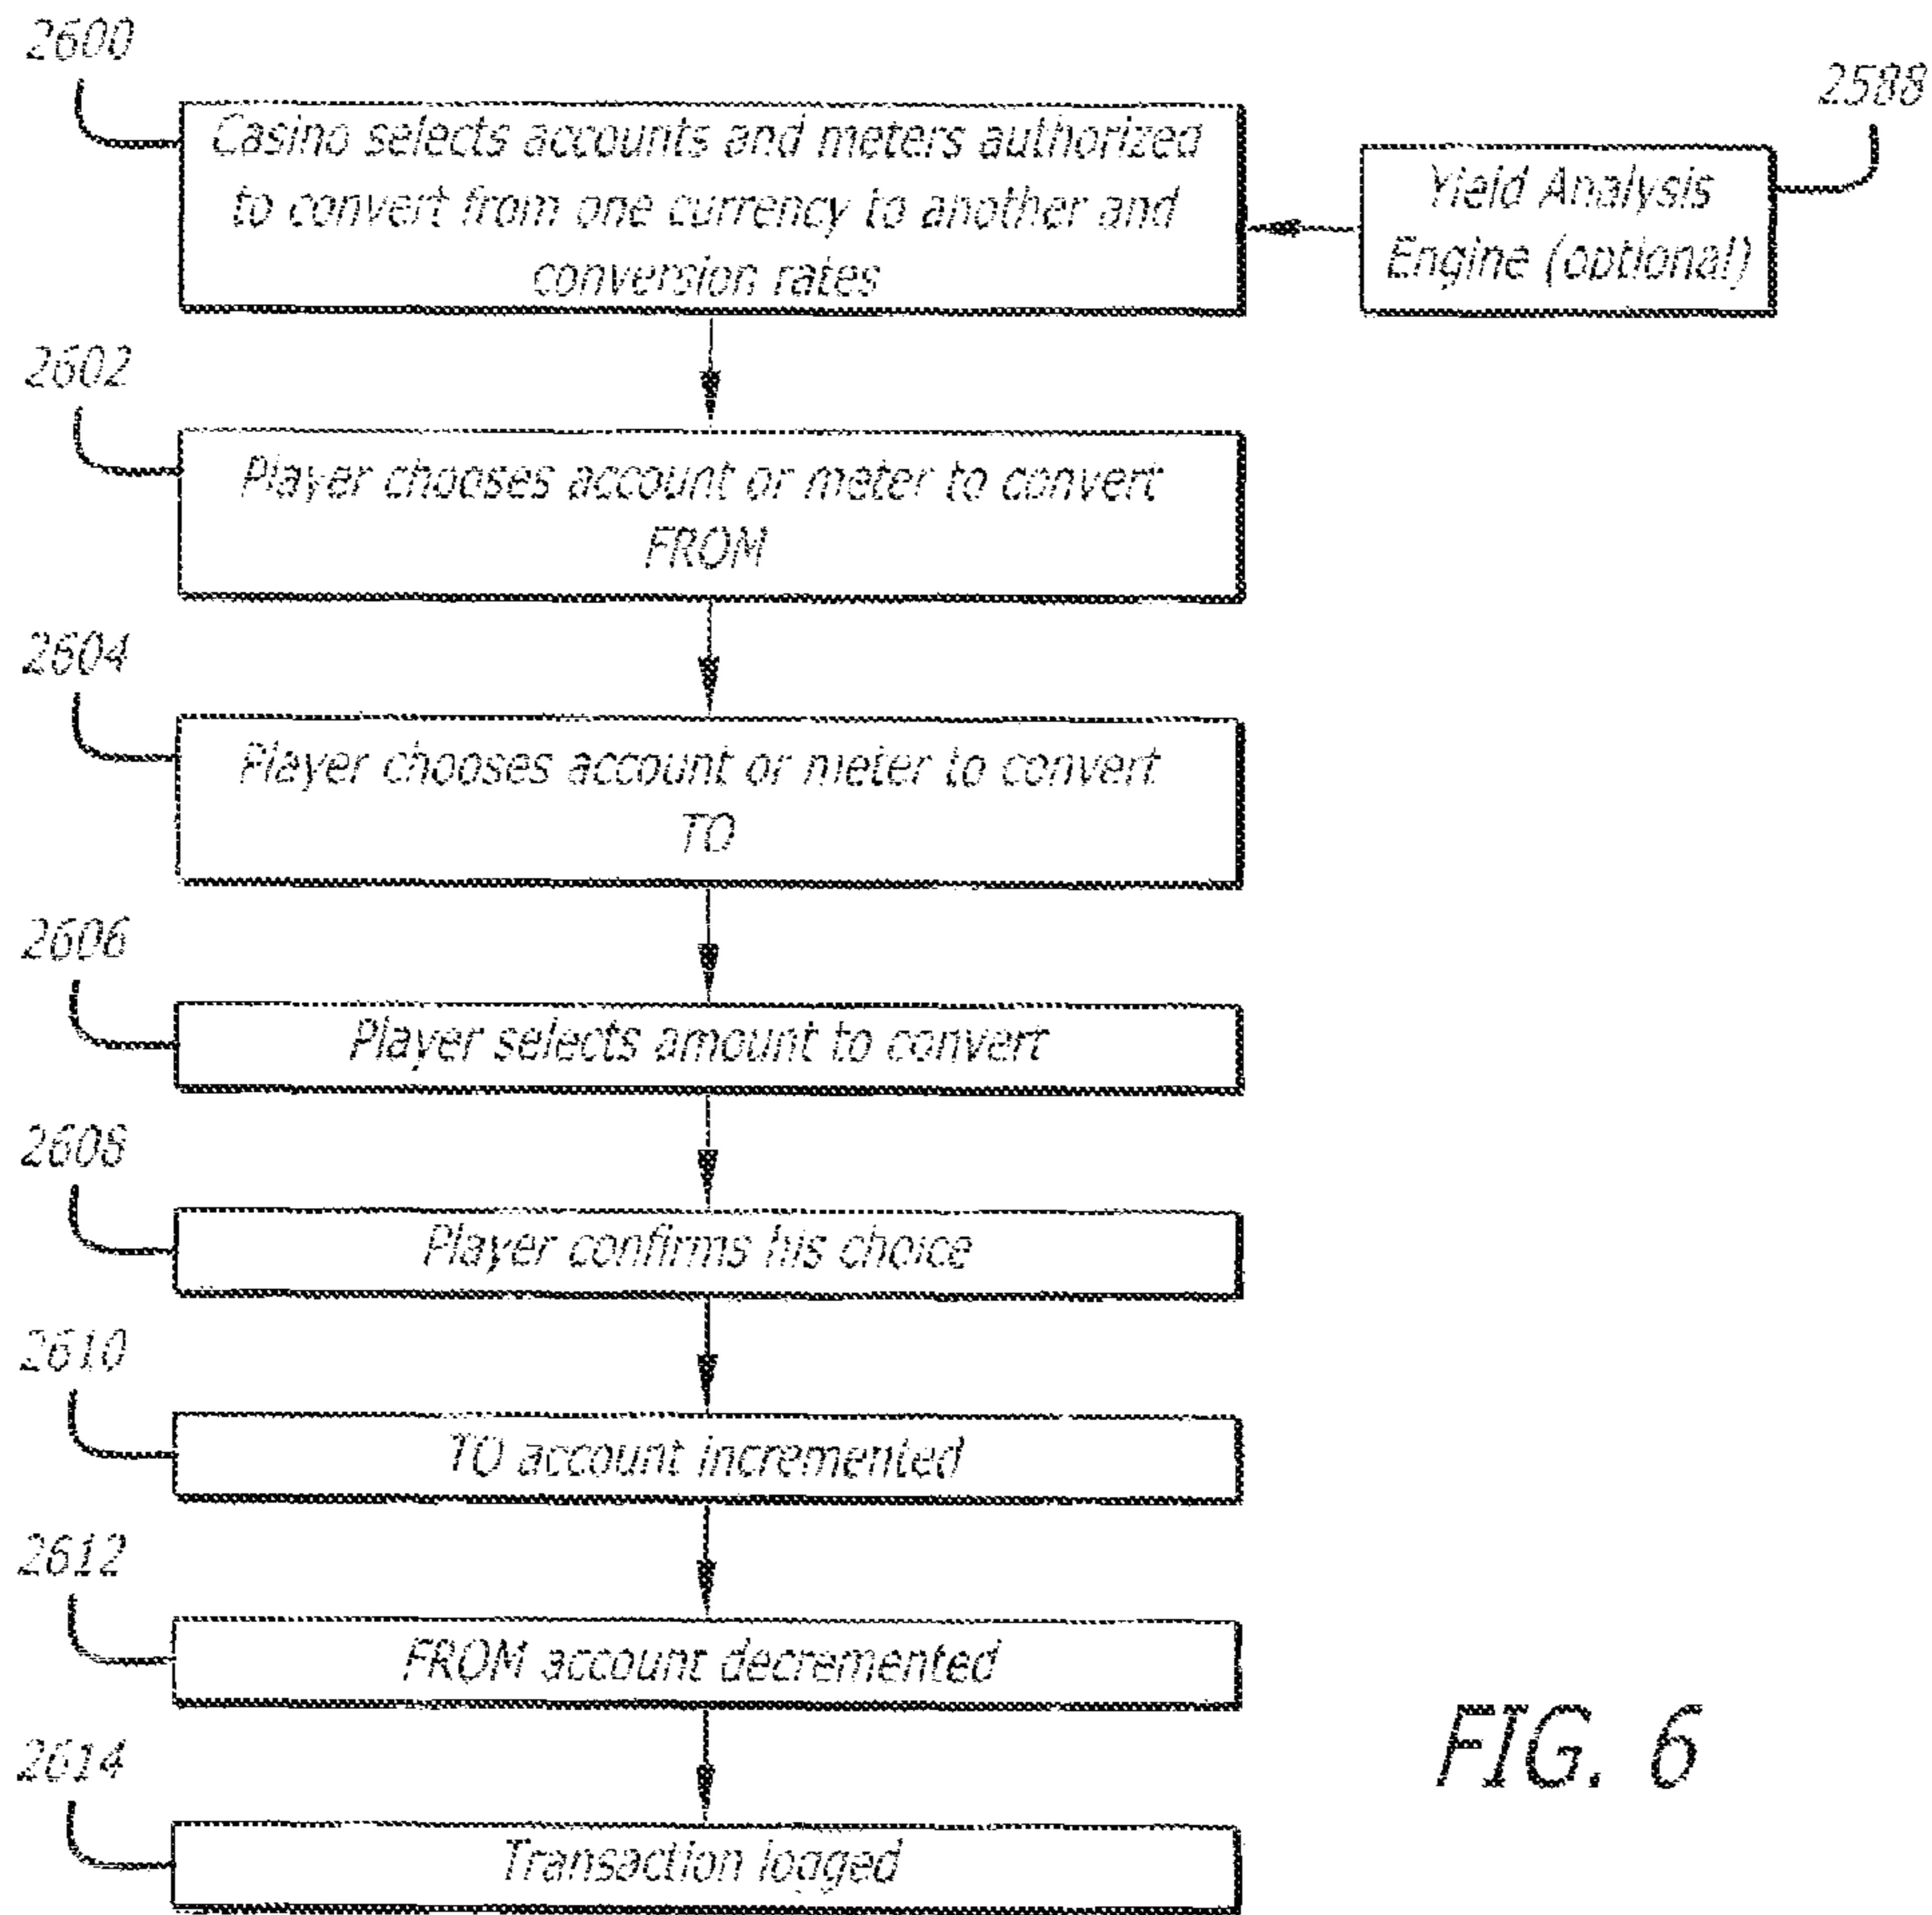 2600
Casino selects accounts and meters authorized
to convert from one currency to another and
conversion rates
2588
Yield Analysis
Engine (optional)
2602
Player chooses account or meter to convert
FROM
2604
Player chooses account or meter to convert
TO
2606
Player selects amount to convert
2608
Player confirms his choice
2610
TO account incremented
2612
FROM account decremented
2614
Transaction logged
FIG. 6